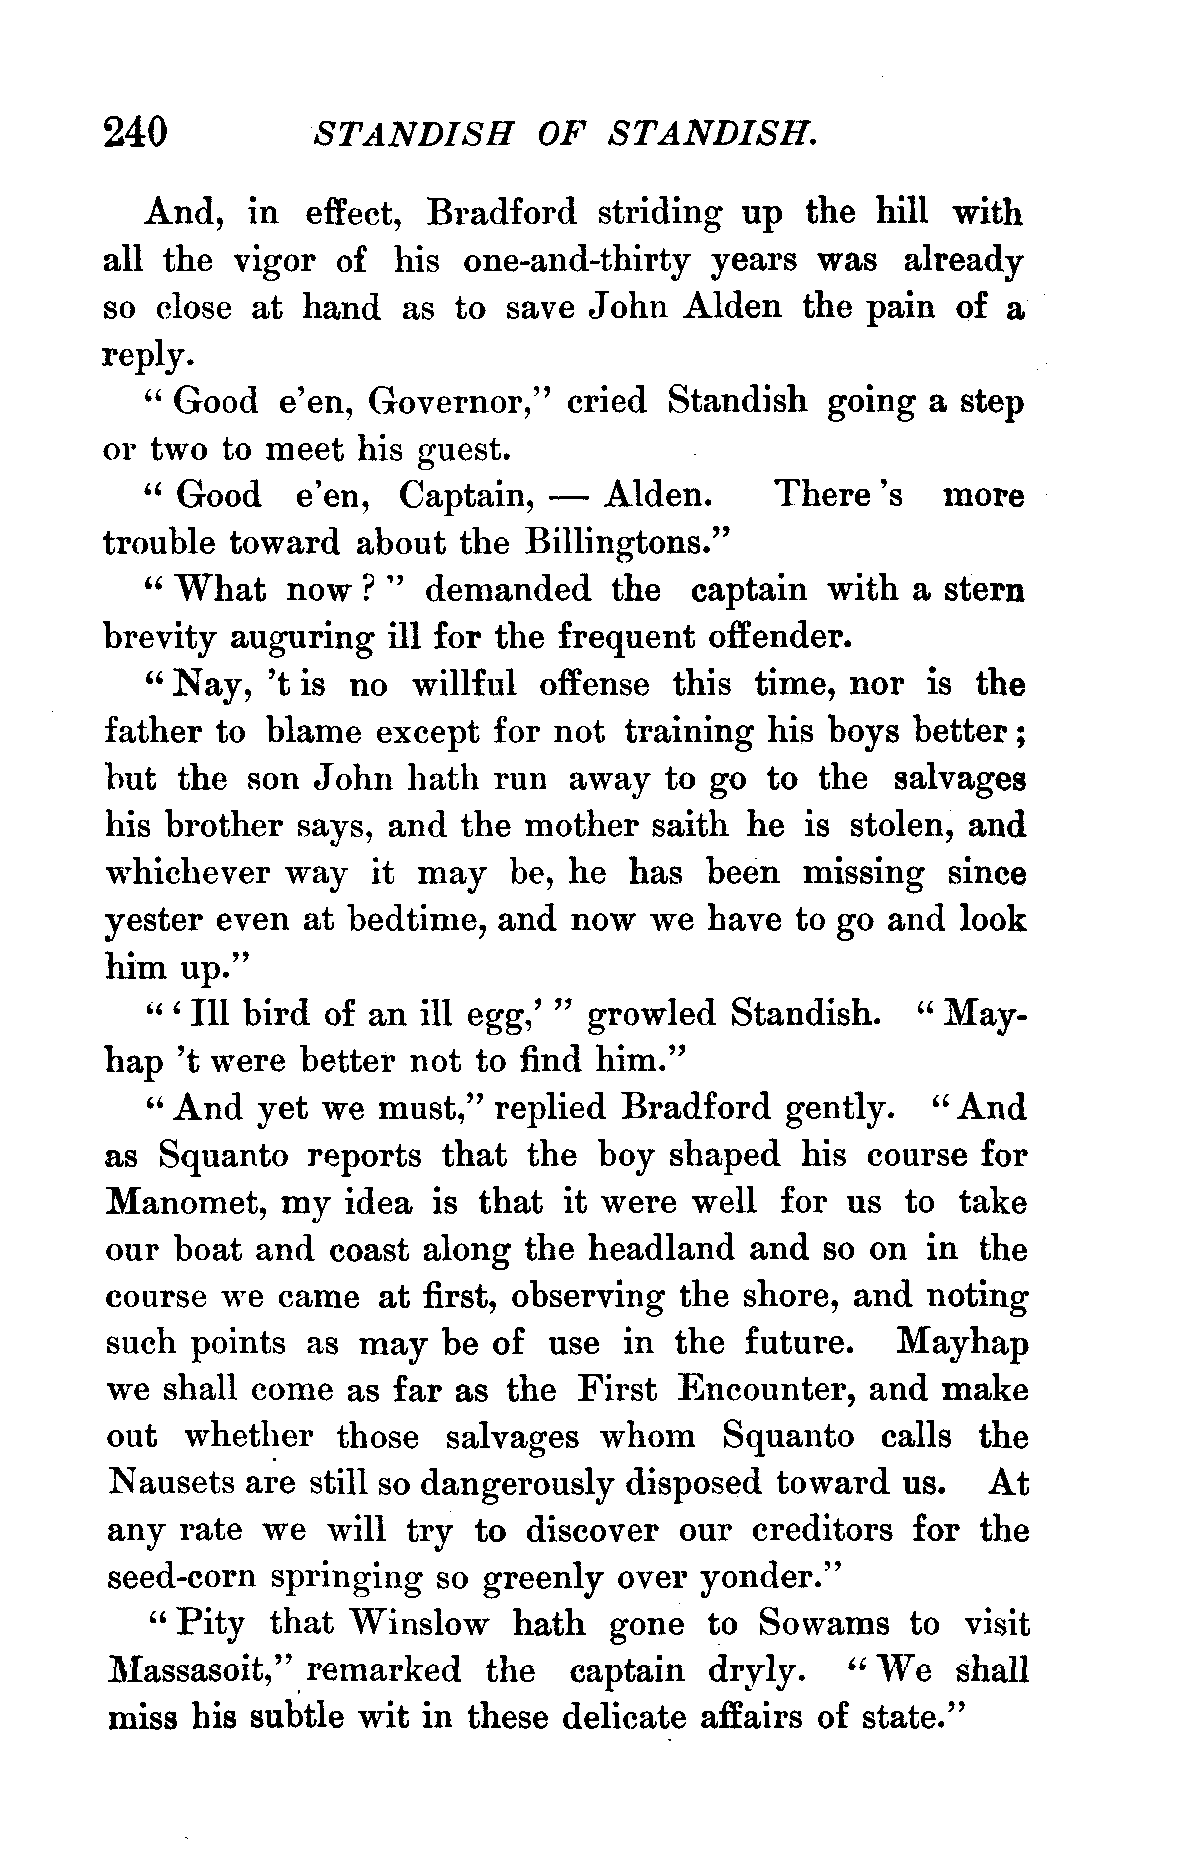 240 STANDISH OF STANDISH.
And, in effect, Bradford striding up the hill with
all the vigor of his one-and-thirty years was already
so close at hand as to save John Alden the pain of a
reply.
“ Good e’en, Governor,” cried Standish going a step
or two to meet his guest.
“ Good e’en, Captain, — Alden. There ’s more
trouble toward about the Billingtons.”
“ What now ? ” demanded the captain with a stern
brevity auguring ill for the frequent offender.
“ Nay, ’t is no willful offense this time, nor is the
father to blame except for not training his boys better ;
but the son John hath run away to go to the salvages
his brother says, and the mother saith he is stolen, and
whichever way it may be, he has been missing since
yester even at bedtime, and now we have to go and look
him up.”
“ ‘ Ill bird of an ill egg,’ ” growled Standish. “ May-
hap ’t were better not to find him.”
“ And yet we must,” replied Bradford gently. “ And
as Squanto reports that the boy shaped his course for
Manomet, my idea is that it were well for us to take
our boat and coast along the headland and so on in the
course we came at first, observing the shore, and noting
such points as may be of use in the future. Mayhap
we shall come as far as the First Encounter, and make
out whether those salvages whom Squanto calls the
Nausets are still so dangerously disposed toward us. At
any rate we will try to discover our creditors for the
seed-corn springing so greenly over yonder.”
“ Pity that Winslow hath gone to Sowams to visit
Massasoit,” remarked the captain dryly. “ We shall
miss his subtle wit in these delicate affairs of state.”